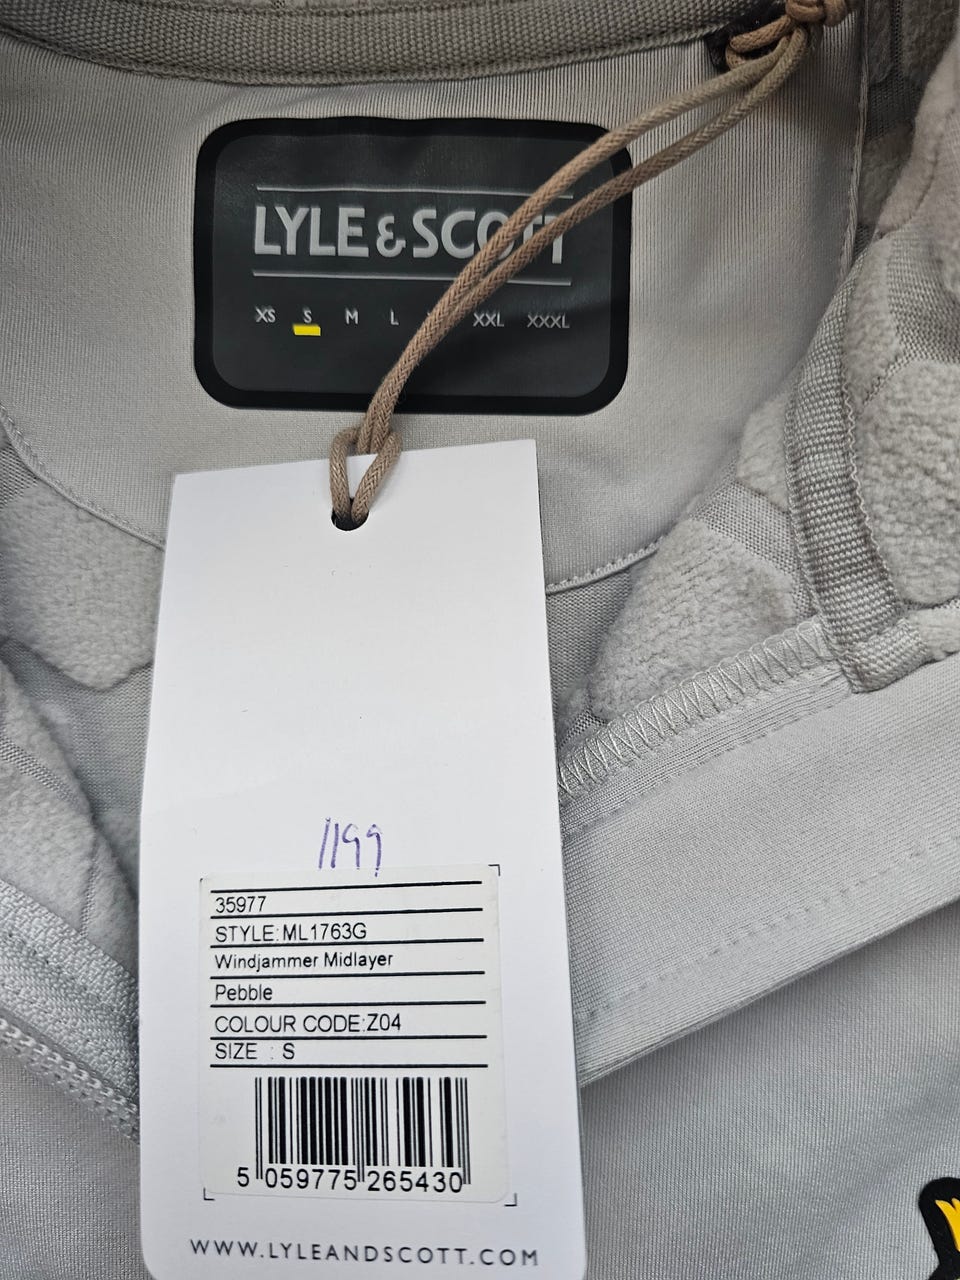 LYLE & SCOTT
XS S M L XXL XXXL
1199
35977
STYLE:ML1763G
Windjammer Midlayer
Pebble
COLOUR CODE:Z04
SIZE : S
5 059775 265430
WWW.LYLEANDSCOTT.COM